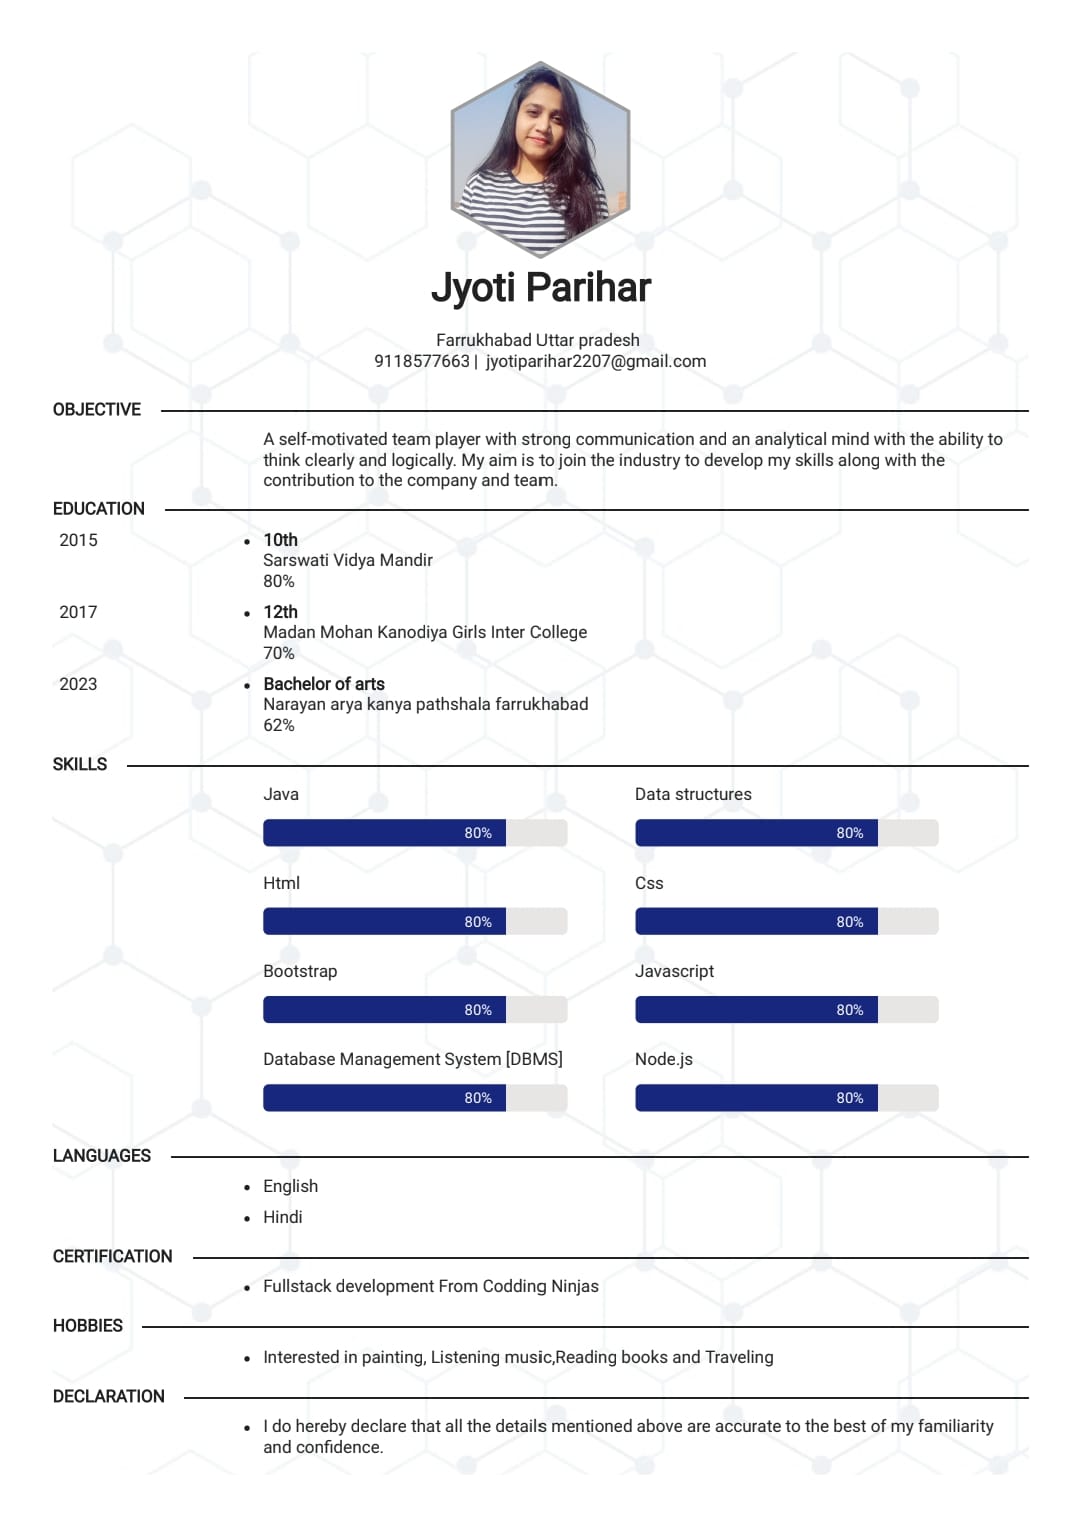 Jyoti Parihar
Farrukhabad Uttar pradesh
9118577663 | jyotiparihar2207@gmail.com
OBJECTIVE
A self-motivated team player with strong communication and an analytical mind with the ability to
think clearly and logically. My aim is to join the industry to develop my skills along with the
contribution to the company and team.
EDUCATION
2015 • 10th
Sarswati Vidya Mandir
80%
2017 • 12th
Madan Mohan Kanodiya Girls Inter College
70%
2023 • Bachelor of arts
Narayan arya kanya pathshala farrukhabad
62%
SKILLS
Java Data structures
80% 80%
Html Css
80% 80%
Bootstrap Javascript
80% 80%
Database Management System [DBMS] Node.js
80% 80%
LANGUAGES
• English
• Hindi
CERTIFICATION
• Fullstack development From Codding Ninjas
HOBBIES
• Interested in painting, Listening music,Reading books and Traveling
DECLARATION
• I do hereby declare that all the details mentioned above are accurate to the best of my familiarity
and confidence.